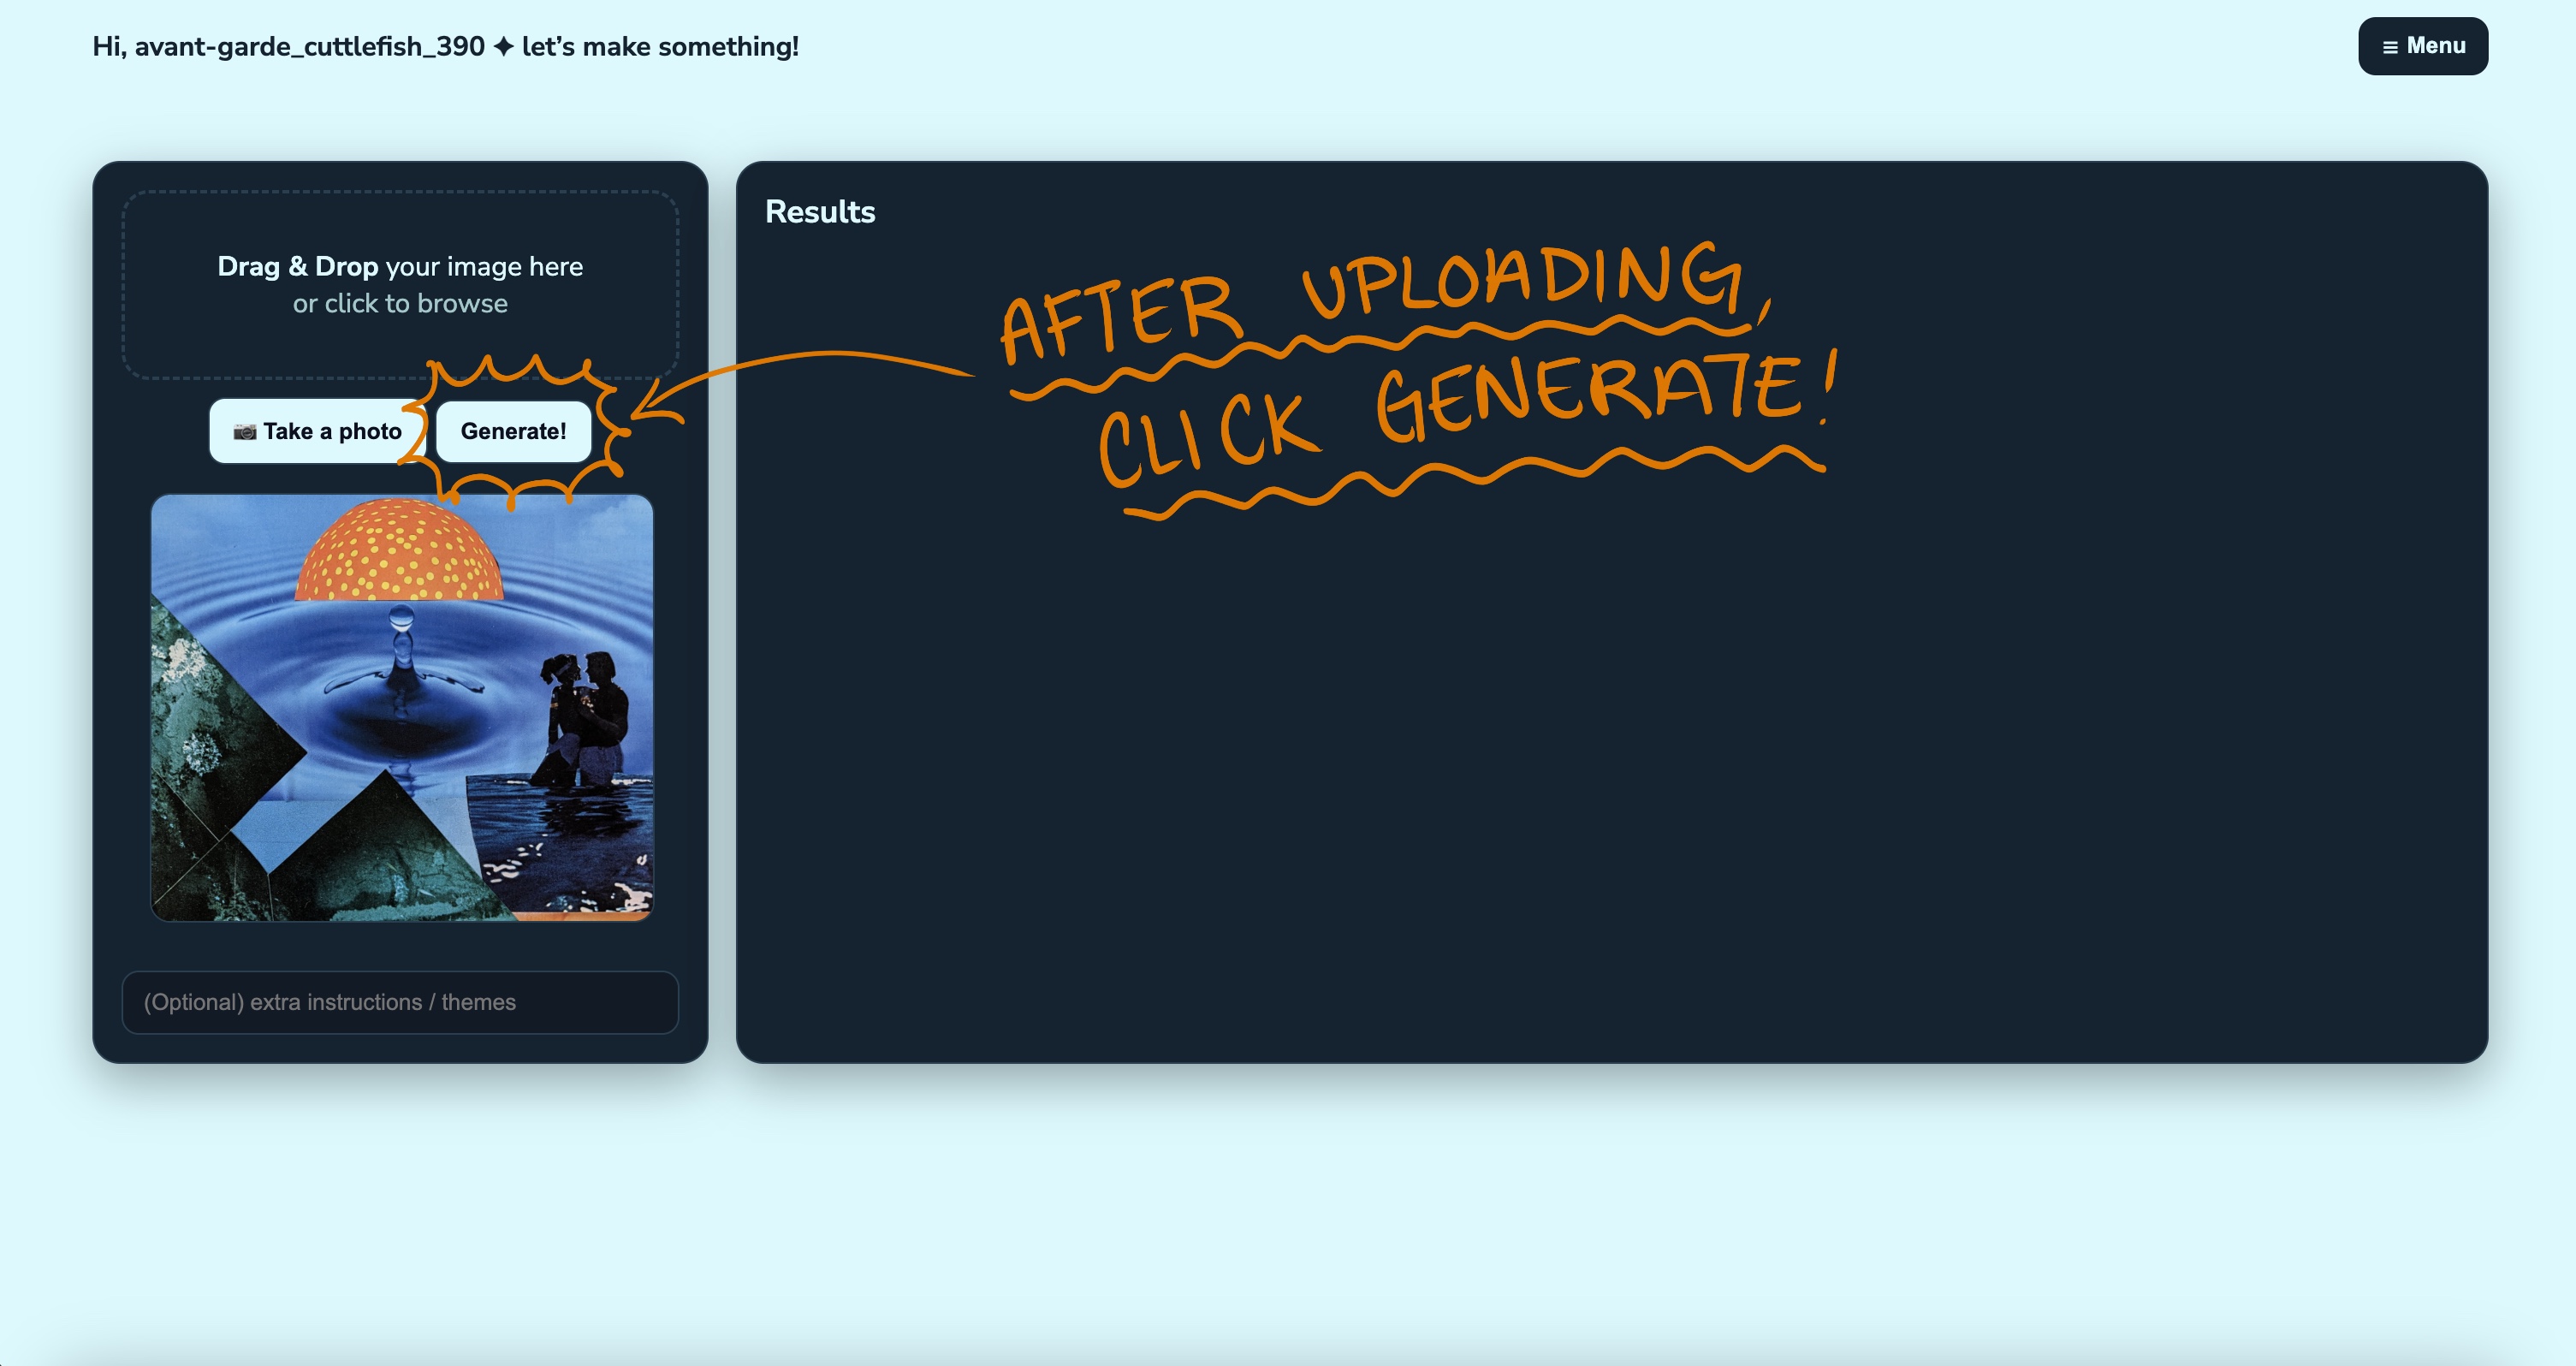 Hi, avant-garde_cuttlefish_390 ✦ let's make something!
≡ Menu
Drag & Drop your image here
or click to browse
📷 Take a photo
Generate!
(Optional) extra instructions / themes
Results
AFTER UPLOADING,
CLICK GENERATE!